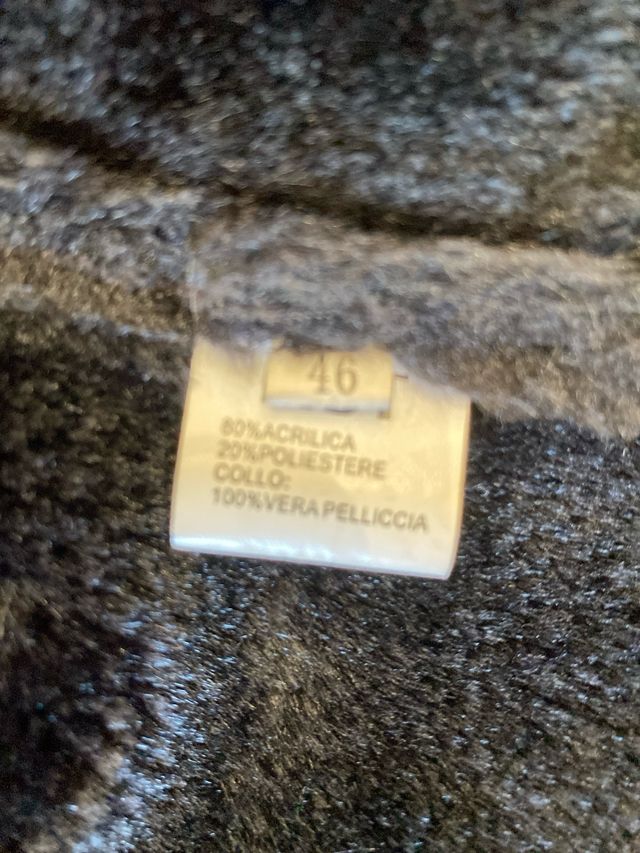 46
80%ACRILICA
20%POLIESTERE
COLLO:
100%VERA PELLICCIA